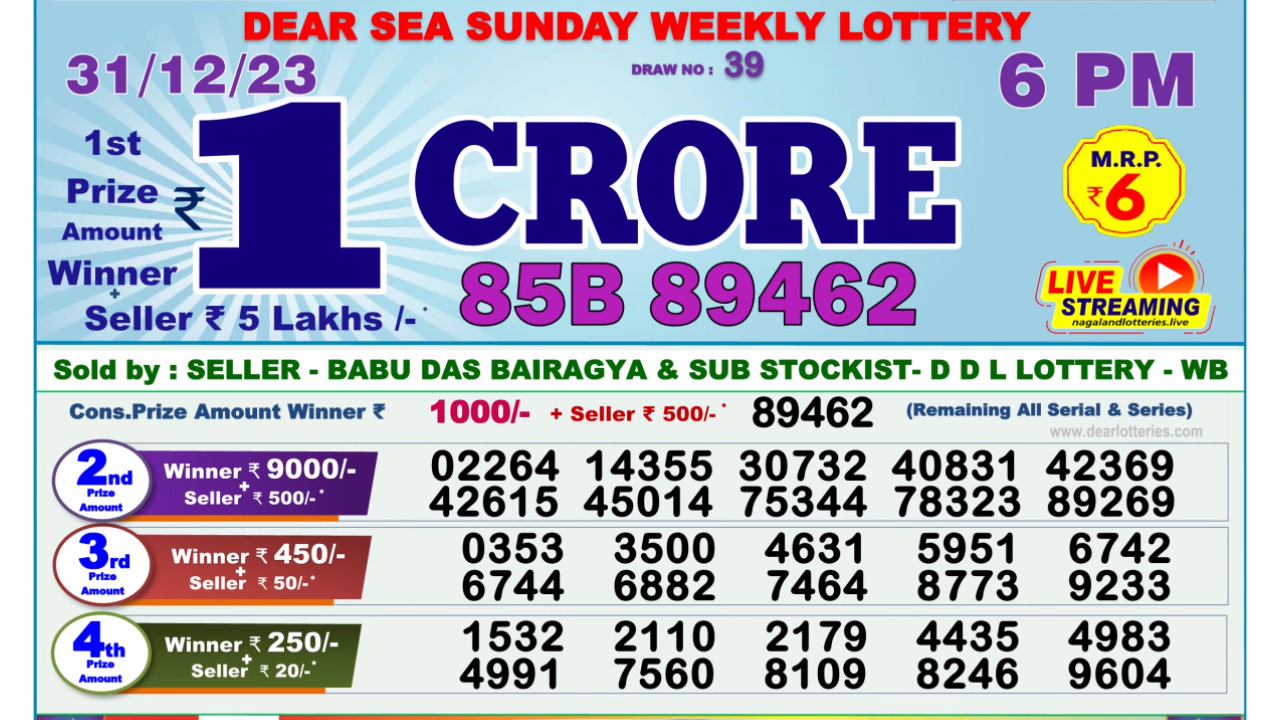 DEAR SEA SUNDAY WEEKLY LOTTERY
31/12/23
DRAW NO : 39
6 PM
1st
Prize
Amount
Winner
₹ 1 CRORE
M.R.P.
₹6
+
Seller ₹ 5 Lakhs /-*
85B 89462
LIVE
STREAMING
nagalandlotteries.live
Sold by : SELLER - BABU DAS BAIRAGYA & SUB STOCKIST- D D L LOTTERY - WB
Cons.Prize Amount Winner ₹ 1000/- + Seller ₹ 500/-* 89462 (Remaining All Serial & Series)
www.dearlotteries.com
2nd
Prize
Amount
Winner ₹ 9000/-
+
Seller ₹ 500/-*
02264 14355 30732 40831 42369
42615 45014 75344 78323 89269
3rd
Prize
Amount
Winner ₹ 450/-
+
Seller ₹ 50/-*
0353 3500 4631 5951 6742
6744 6882 7464 8773 9233
4th
Prize
Amount
Winner ₹ 250/-
+
Seller ₹ 20/-*
1532 2110 2179 4435 4983
4991 7560 8109 8246 9604